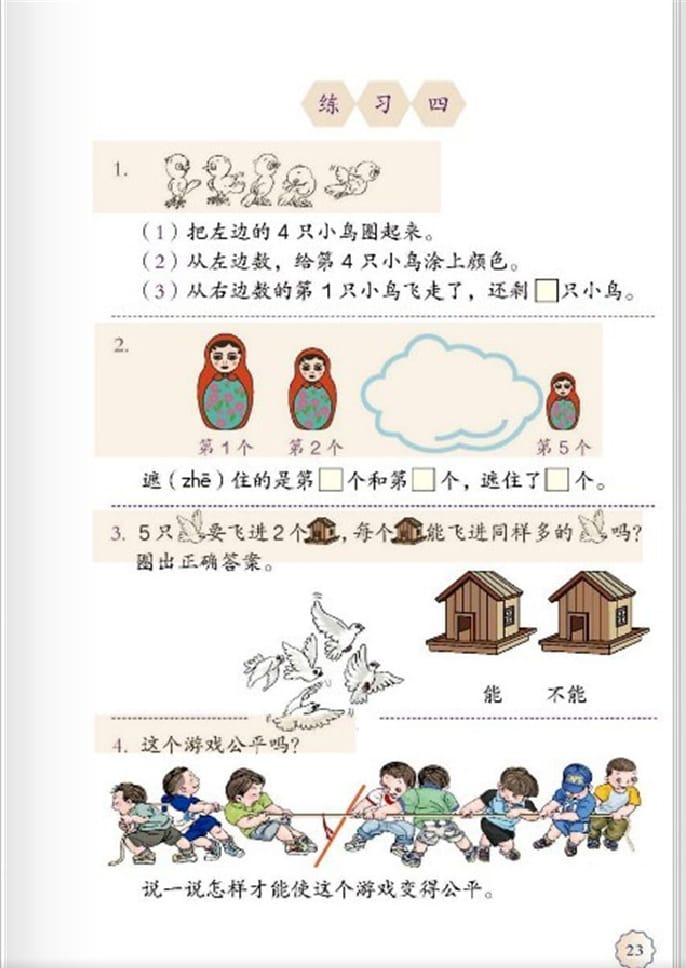 练习四
1.
（1）把左边的4只小鸟圈起来。
（2）从左边数，给第4只小鸟涂上颜色。
（3）从右边数的第1只小鸟飞走了，还剩□只小鸟。
2.
第1个 第2个 第5个
遮（zhē）住的是第□个和第□个，遮住了□个。
3. 5只要飞进2个，每个能飞进同样多的吗？
圈出正确答案。
能 不能
4. 这个游戏公平吗？
说一说怎样才能使这个游戏变得公平。
23